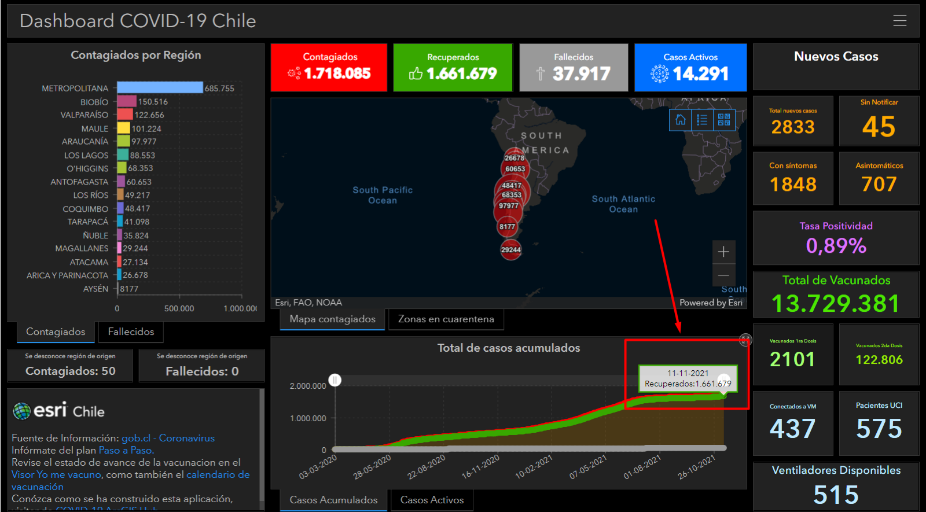 Dashboard COVID-19 Chile
Contagiados por Región
METROPOLITANA 685.755
BIOBÍO 150.516
VALPARAÍSO 122.656
MAULE 101.224
ARAUCANÍA 97.977
LOS LAGOS 88.553
O'HIGGINS 68.353
ANTOFAGASTA 60.653
LOS RÍOS 49.217
COQUIMBO 48.417
TARAPACÁ 41.098
ÑUBLE 35.824
MAGALLANES 29.244
ATACAMA 27.134
ARICA Y PARINACOTA 26.678
AYSÉN 8177
0 500.000 1.000.000
Contagiados Fallecidos
Se desconoce región de origen
Contagiados: 50
Se desconoce región de origen
Fallecidos: 0
esri Chile
Fuente de Información: gob.cl - Coronavirus
Infórmate del plan Paso a Paso.
Revise el estado de avance de la vacunacion en el
Visor Yo me vacuno, como también el calendario de
vacunación
Conózca como se ha construido esta aplicación,
Contagiados
1.718.085
Recuperados
1.661.679
Fallecidos
37.917
Casos Activos
14.291
SOUTH
AMERICA
AFRICA
South Pacific
Ocean
South Atlantic
Ocean
26678
60653
48417
68353
97977
8177
29244
+
−
South
Esri, FAO, NOAA
Powered by Esri
Mapa contagiados Zonas en cuarentena
Total de casos acumulados
11-11-2021
Recuperados:1.661.679
2.000.000
1.000.000
0
03-03-2020 28-05-2020 22-08-2020 16-11-2020 10-02-2021 07-05-2021 01-08-2021 26-10-2021
Casos Acumulados Casos Activos
Nuevos Casos
Total nuevos casos
2833
Sin Notificar
45
Con síntomas
1848
Asintomáticos
707
Tasa Positividad
0,89%
Total de Vacunados
13.729.381
Vacunados 1ra Dosis
2101
Vacunados 2da Dosis
122.806
Conectados a VM
437
Pacientes UCI
575
Ventiladores Disponibles
515